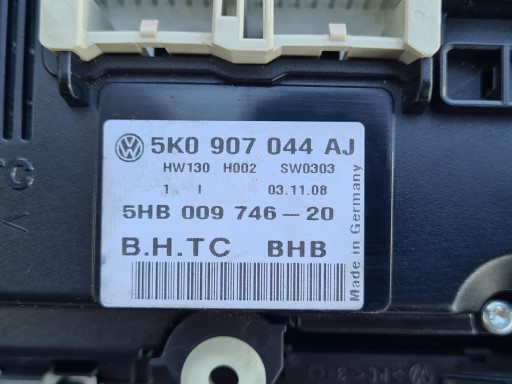 5K0 907 044 AJ
HW130 H002 SW0303
1 I 03.11.08
5HB 009 746-20
B.H.TC BHB
Made in Germany